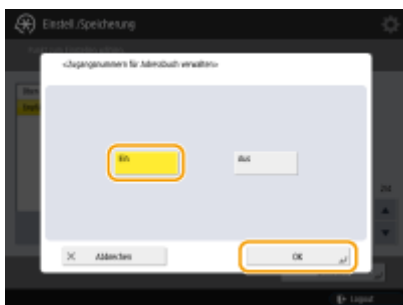 Einstell./Speicherung
<Zugangsnummern für Adressbuch verwalten>
Ein
Aus
Abbrechen
OK
Logout